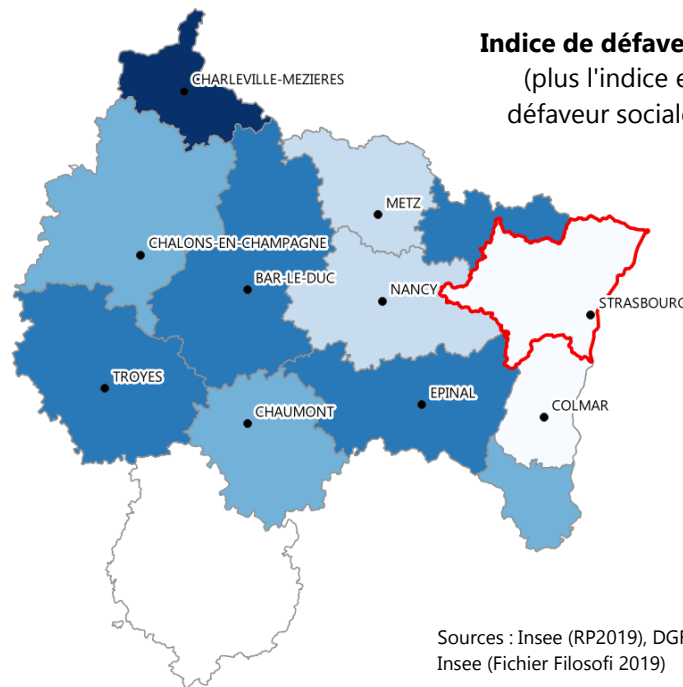 Indice de défave
(plus l'indice e
défaveur sociale
CHARLEVILLE-MEZIERES
METZ
CHALONS-EN-CHAMPAGNE
BAR-LE-DUC
NANCY
STRASBOURG
TROYES
EPINAL
CHAUMONT
COLMAR
Sources : Insee (RP2019), DGF
Insee (Fichier Filosofi 2019)